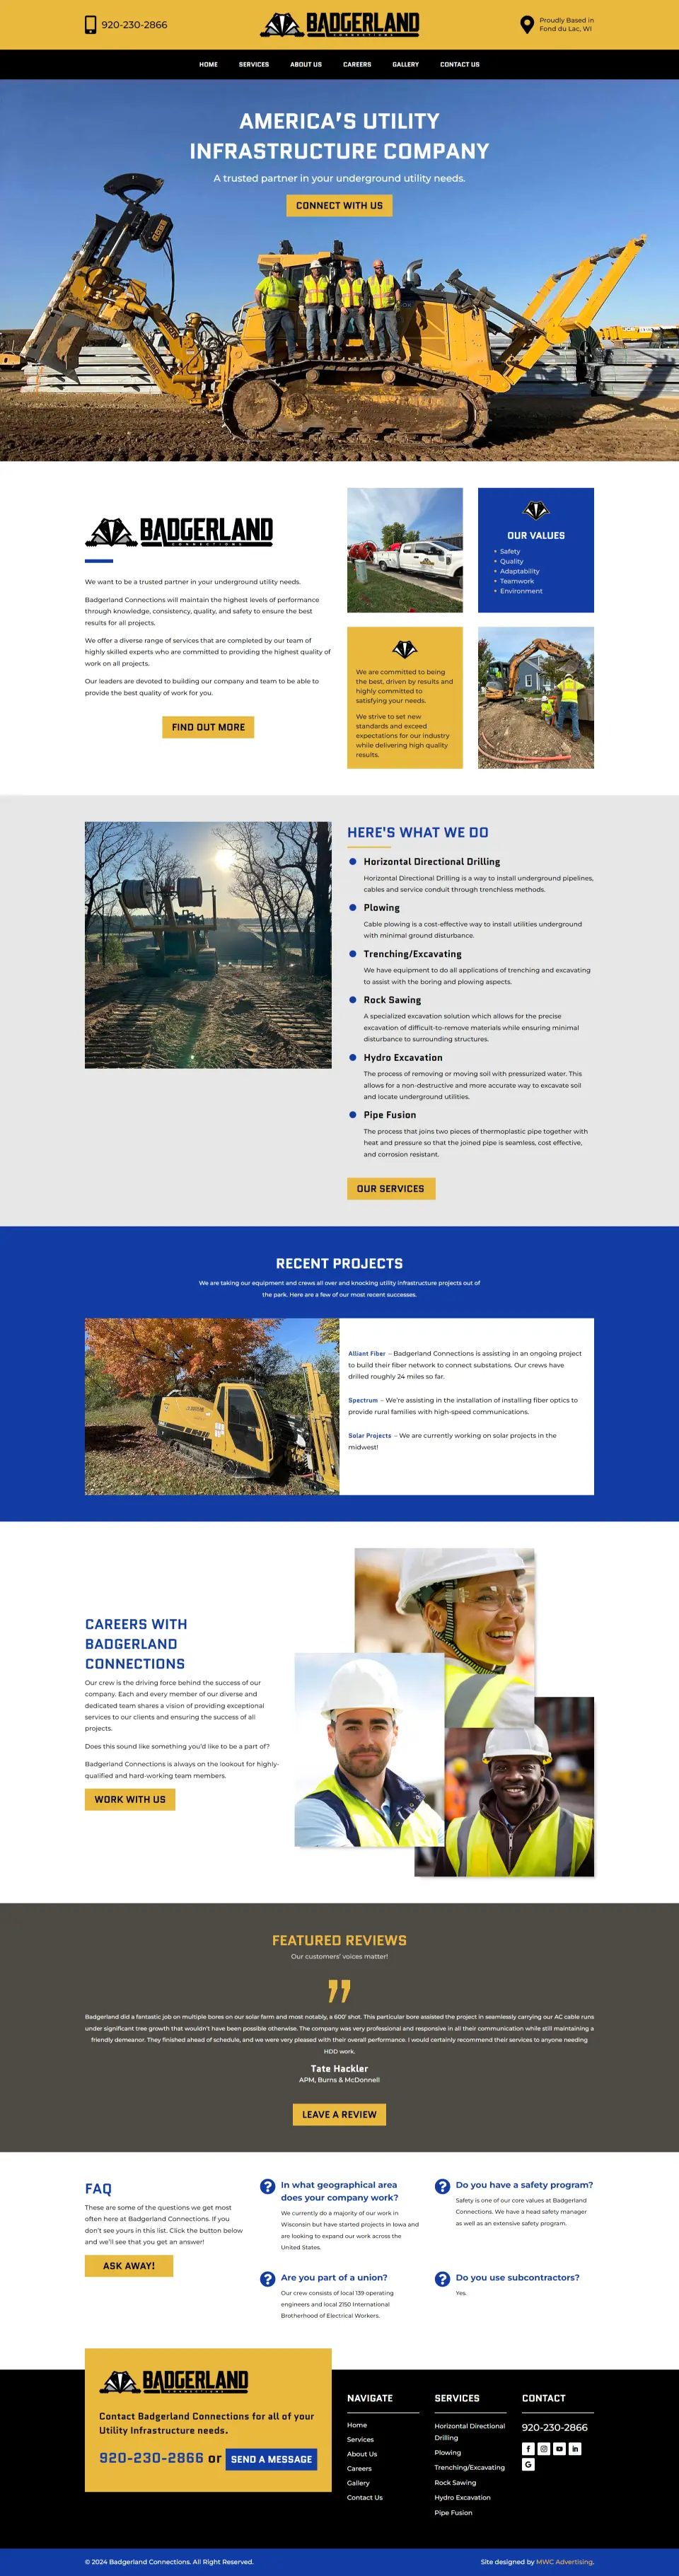 920-230-2866
BADGERLAND
CONNECTIONS
Proudly Based in
Fond du Lac, WI
HOME
SERVICES
ABOUT US
CAREERS
GALLERY
CONTACT US
AMERICA'S UTILITY
INFRASTRUCTURE COMPANY
A trusted partner in your underground utility needs.
CONNECT WITH US
BADGERLAND
CONNECTIONS
We want to be a trusted partner in your underground utility needs.
Badgerland Connections will maintain the highest levels of performance
through knowledge, consistency, quality, and safety to ensure the best
results for all projects.
We offer a diverse range of services that are completed by our team of
highly skilled experts who are committed to providing the highest quality of
work on all projects.
Our leaders are devoted to building our company and team to be able to
provide the best quality of work for you.
FIND OUT MORE
OUR VALUES
Safety
Quality
Adaptability
Teamwork
Environment
We are committed to being
the best, driven by results and
highly committed to
satisfying your needs.
We strive to set new
standards and exceed
expectations for our industry
while delivering high quality
results.
HERE'S WHAT WE DO
Horizontal Directional Drilling
Horizontal Directional Drilling is a way to install underground pipelines,
cables and service conduit through trenchless methods.
Plowing
Cable plowing is a cost-effective way to install utilities underground
with minimal ground disturbance.
Trenching/Excavating
We have equipment to do all applications of trenching and excavating
to assist with the boring and plowing aspects.
Rock Sawing
A specialized excavation solution which allows for the precise
excavation of difficult-to-remove materials while ensuring minimal
disturbance to surrounding structures.
Hydro Excavation
The process of removing or moving soil with pressurized water. This
allows for a non-destructive and more accurate way to excavate soil
and locate underground utilities.
Pipe Fusion
The process that joins two pieces of thermoplastic pipe together with
heat and pressure so that the joined pipe is seamless, cost effective,
and corrosion resistant.
OUR SERVICES
RECENT PROJECTS
We are taking our equipment and crews all over and knocking utility infrastructure projects out of
the park. Here are a few of our most recent successes.
Alliant Fiber – Badgerland Connections is assisting in an ongoing project
to build their fiber network to connect substations. Our crews have
drilled roughly 24 miles so far.
Spectrum – We're assisting in the installation of installing fiber optics to
provide rural families with high-speed communications.
Solar Projects – We are currently working on solar projects in the
midwest!
CAREERS WITH
BADGERLAND
CONNECTIONS
Our crew is the driving force behind the success of our
company. Each and every member of our diverse and
dedicated team shares a vision of providing exceptional
services to our clients and ensuring the success of all
projects.
Does this sound like something you'd like to be a part of?
Badgerland Connections is always on the lookout for highly-
qualified and hard-working team members.
WORK WITH US
FEATURED REVIEWS
Our customers' voices matter!
Badgerland did a fantastic job on multiple bores on our solar farm and most notably, a 600' shot. This particular bore assisted the project in seamlessly carrying our AC cable runs
under significant tree growth that wouldn't have been possible otherwise. The company was very professional and responsive in all their communication while still maintaining a
friendly demeanor. They finished ahead of schedule, and we were very pleased with their overall performance. I would certainly recommend their services to anyone needing
HDD work.
Tate Hackler
APM, Burns & McDonnell
LEAVE A REVIEW
FAQ
These are some of the questions we get most
often here at Badgerland Connections. If you
don't see yours in this list. Click the button below
and we'll see that you get an answer!
ASK AWAY!
In what geographical area
does your company work?
We currently do a majority of our work in
Wisconsin but have started projects in Iowa and
are looking to expand our work across the
United States.
Do you have a safety program?
Safety is one of our core values at Badgerland
Connections. We have a head safety manager
as well as an extensive safety program.
Are you part of a union?
Our crew consists of local 139 operating
engineers and local 2150 International
Brotherhood of Electrical Workers.
Do you use subcontractors?
Yes.
BADGERLAND
CONNECTIONS
Contact Badgerland Connections for all of your
Utility Infrastructure needs.
920-230-2866 or SEND A MESSAGE
NAVIGATE
Home
Services
About Us
Careers
Gallery
Contact Us
SERVICES
Horizontal Directional
Drilling
Plowing
Trenching/Excavating
Rock Sawing
Hydro Excavation
Pipe Fusion
CONTACT
920-230-2866
© 2024 Badgerland Connections. All Right Reserved.
Site designed by MWC Advertising.